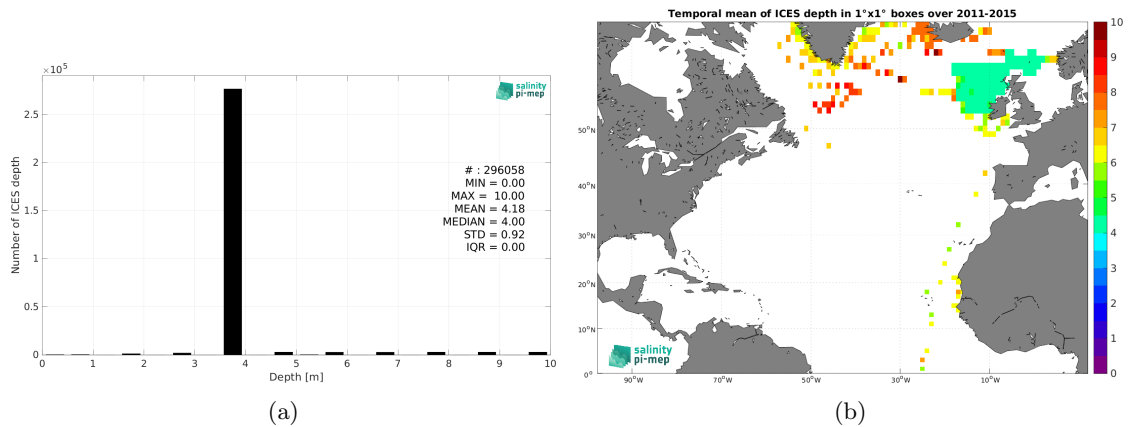 ×10⁵
2.5
2
1.5
1
0.5
0
Number of ICES depth
salinity
pi-mep
# : 296058
MIN = 0.00
MAX = 10.00
MEAN = 4.18
MEDIAN = 4.00
STD = 0.92
IQR = 0.00
0 1 2 3 4 5 6 7 8 9 10
Depth [m]
(a)
Temporal mean of ICES depth in 1°x1° boxes over 2011-2015
50°N
40°N
30°N
20°N
10°N
0°
90°W 70°W 50°W 30°W 10°W
salinity
pi-mep
10
9
8
7
6
5
4
3
2
1
0
(b)